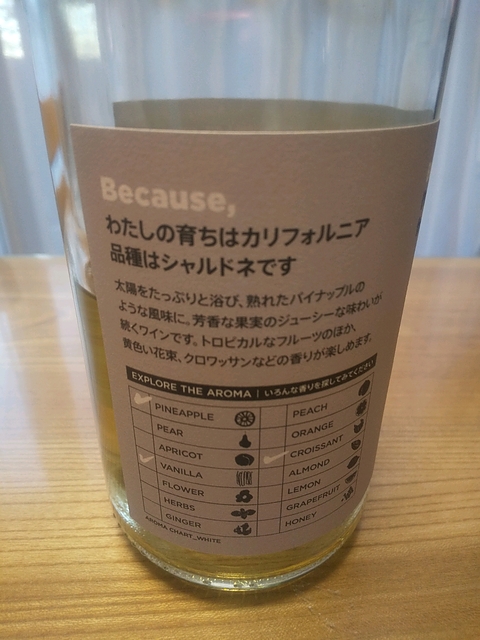 Because,
わたしの育ちはカリフォルニア
品種はシャルドネです
太陽をたっぷりと浴び、熟れたパイナップルの
ような風味に。芳香な果実のジューシーな味わいが
続くワインです。トロピカルなフルーツのほか、
黄色い花束、クロワッサンなどの香りが楽しめます。
EXPLORE THE AROMA | いろんな香りを探してみてください
PINEAPPLE
PEAR
APRICOT
VANILLA
FLOWER
HERBS
GINGER
PEACH
ORANGE
CROISSANT
ALMOND
LEMON
GRAPEFRUIT
HONEY
AROMA CHART_WHITE